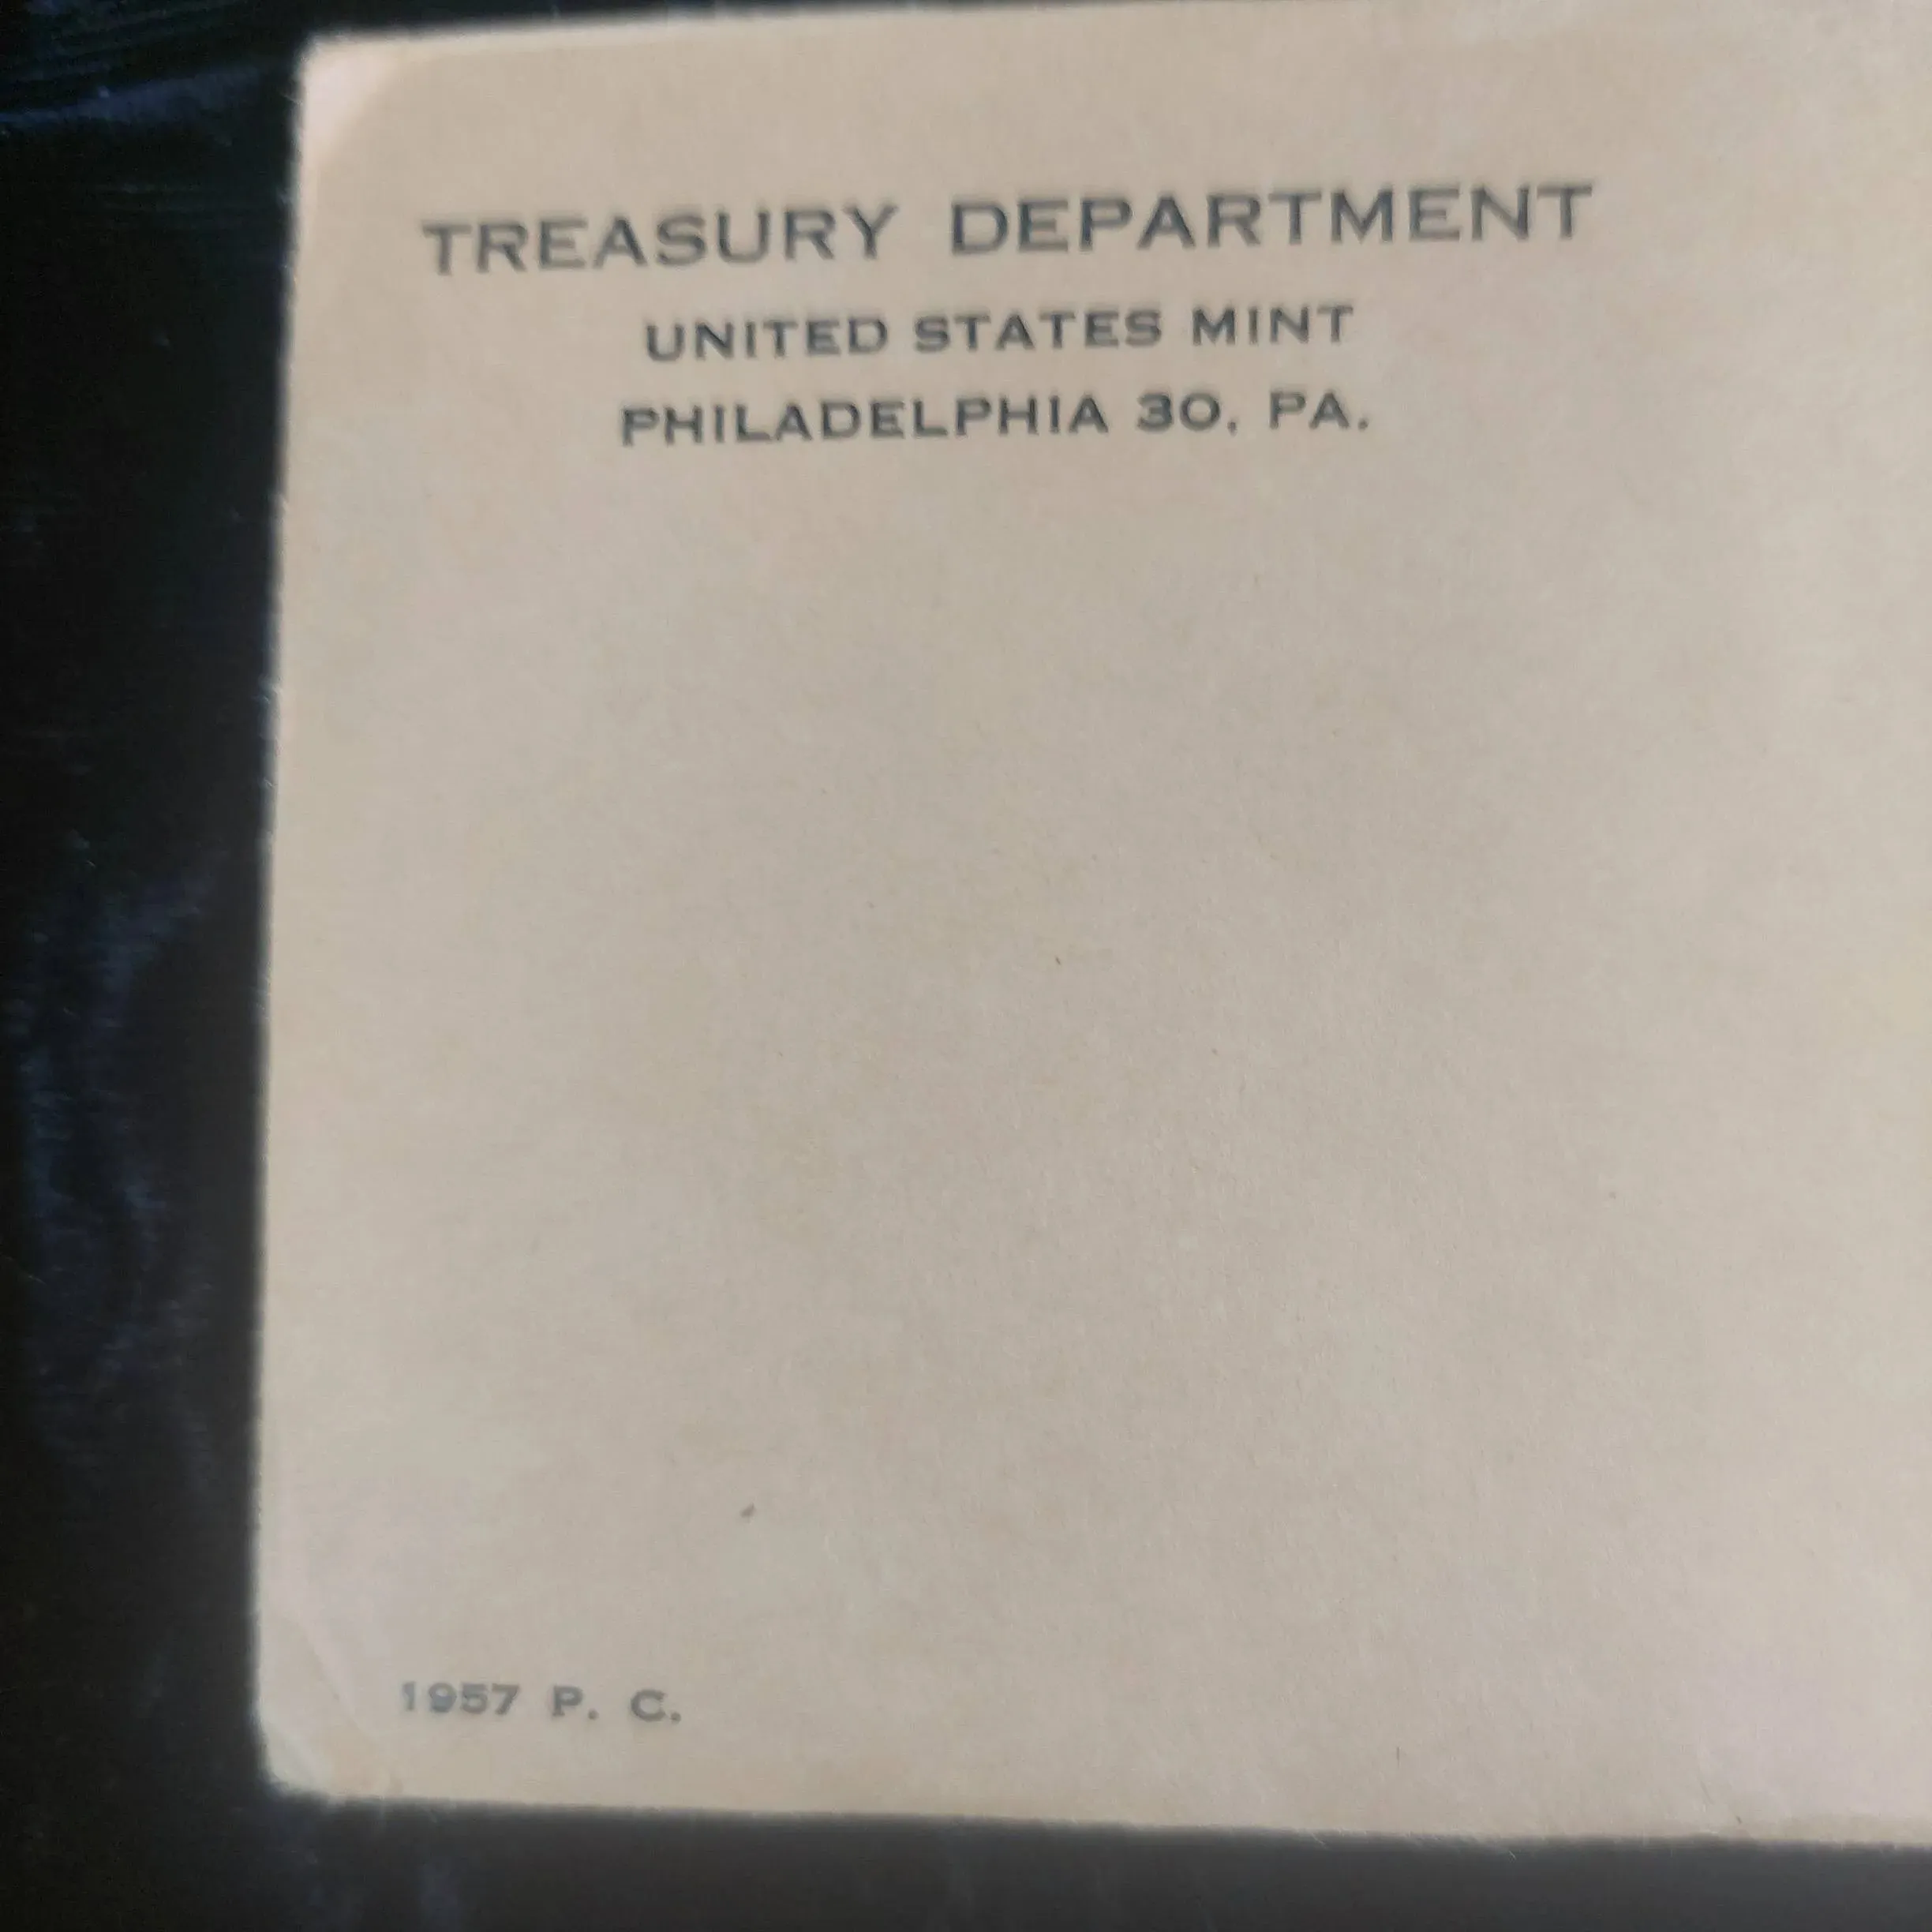 TREASURY DEPARTMENT
UNITED STATES MINT
PHILADELPHIA 30, PA.
1957 P. C.